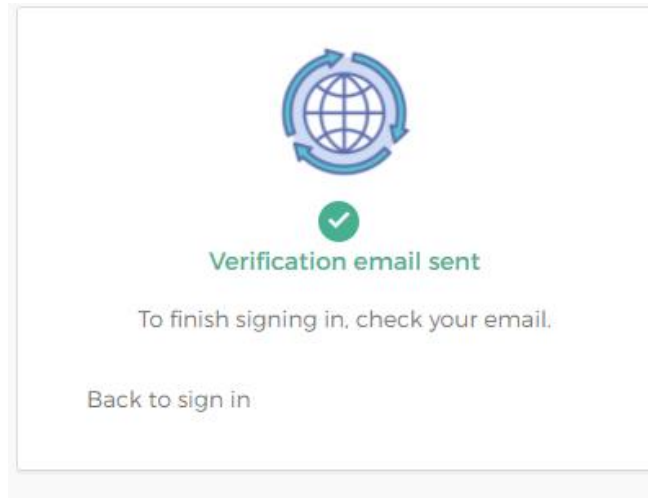 Verification email sent
To finish signing in, check your email.
Back to sign in